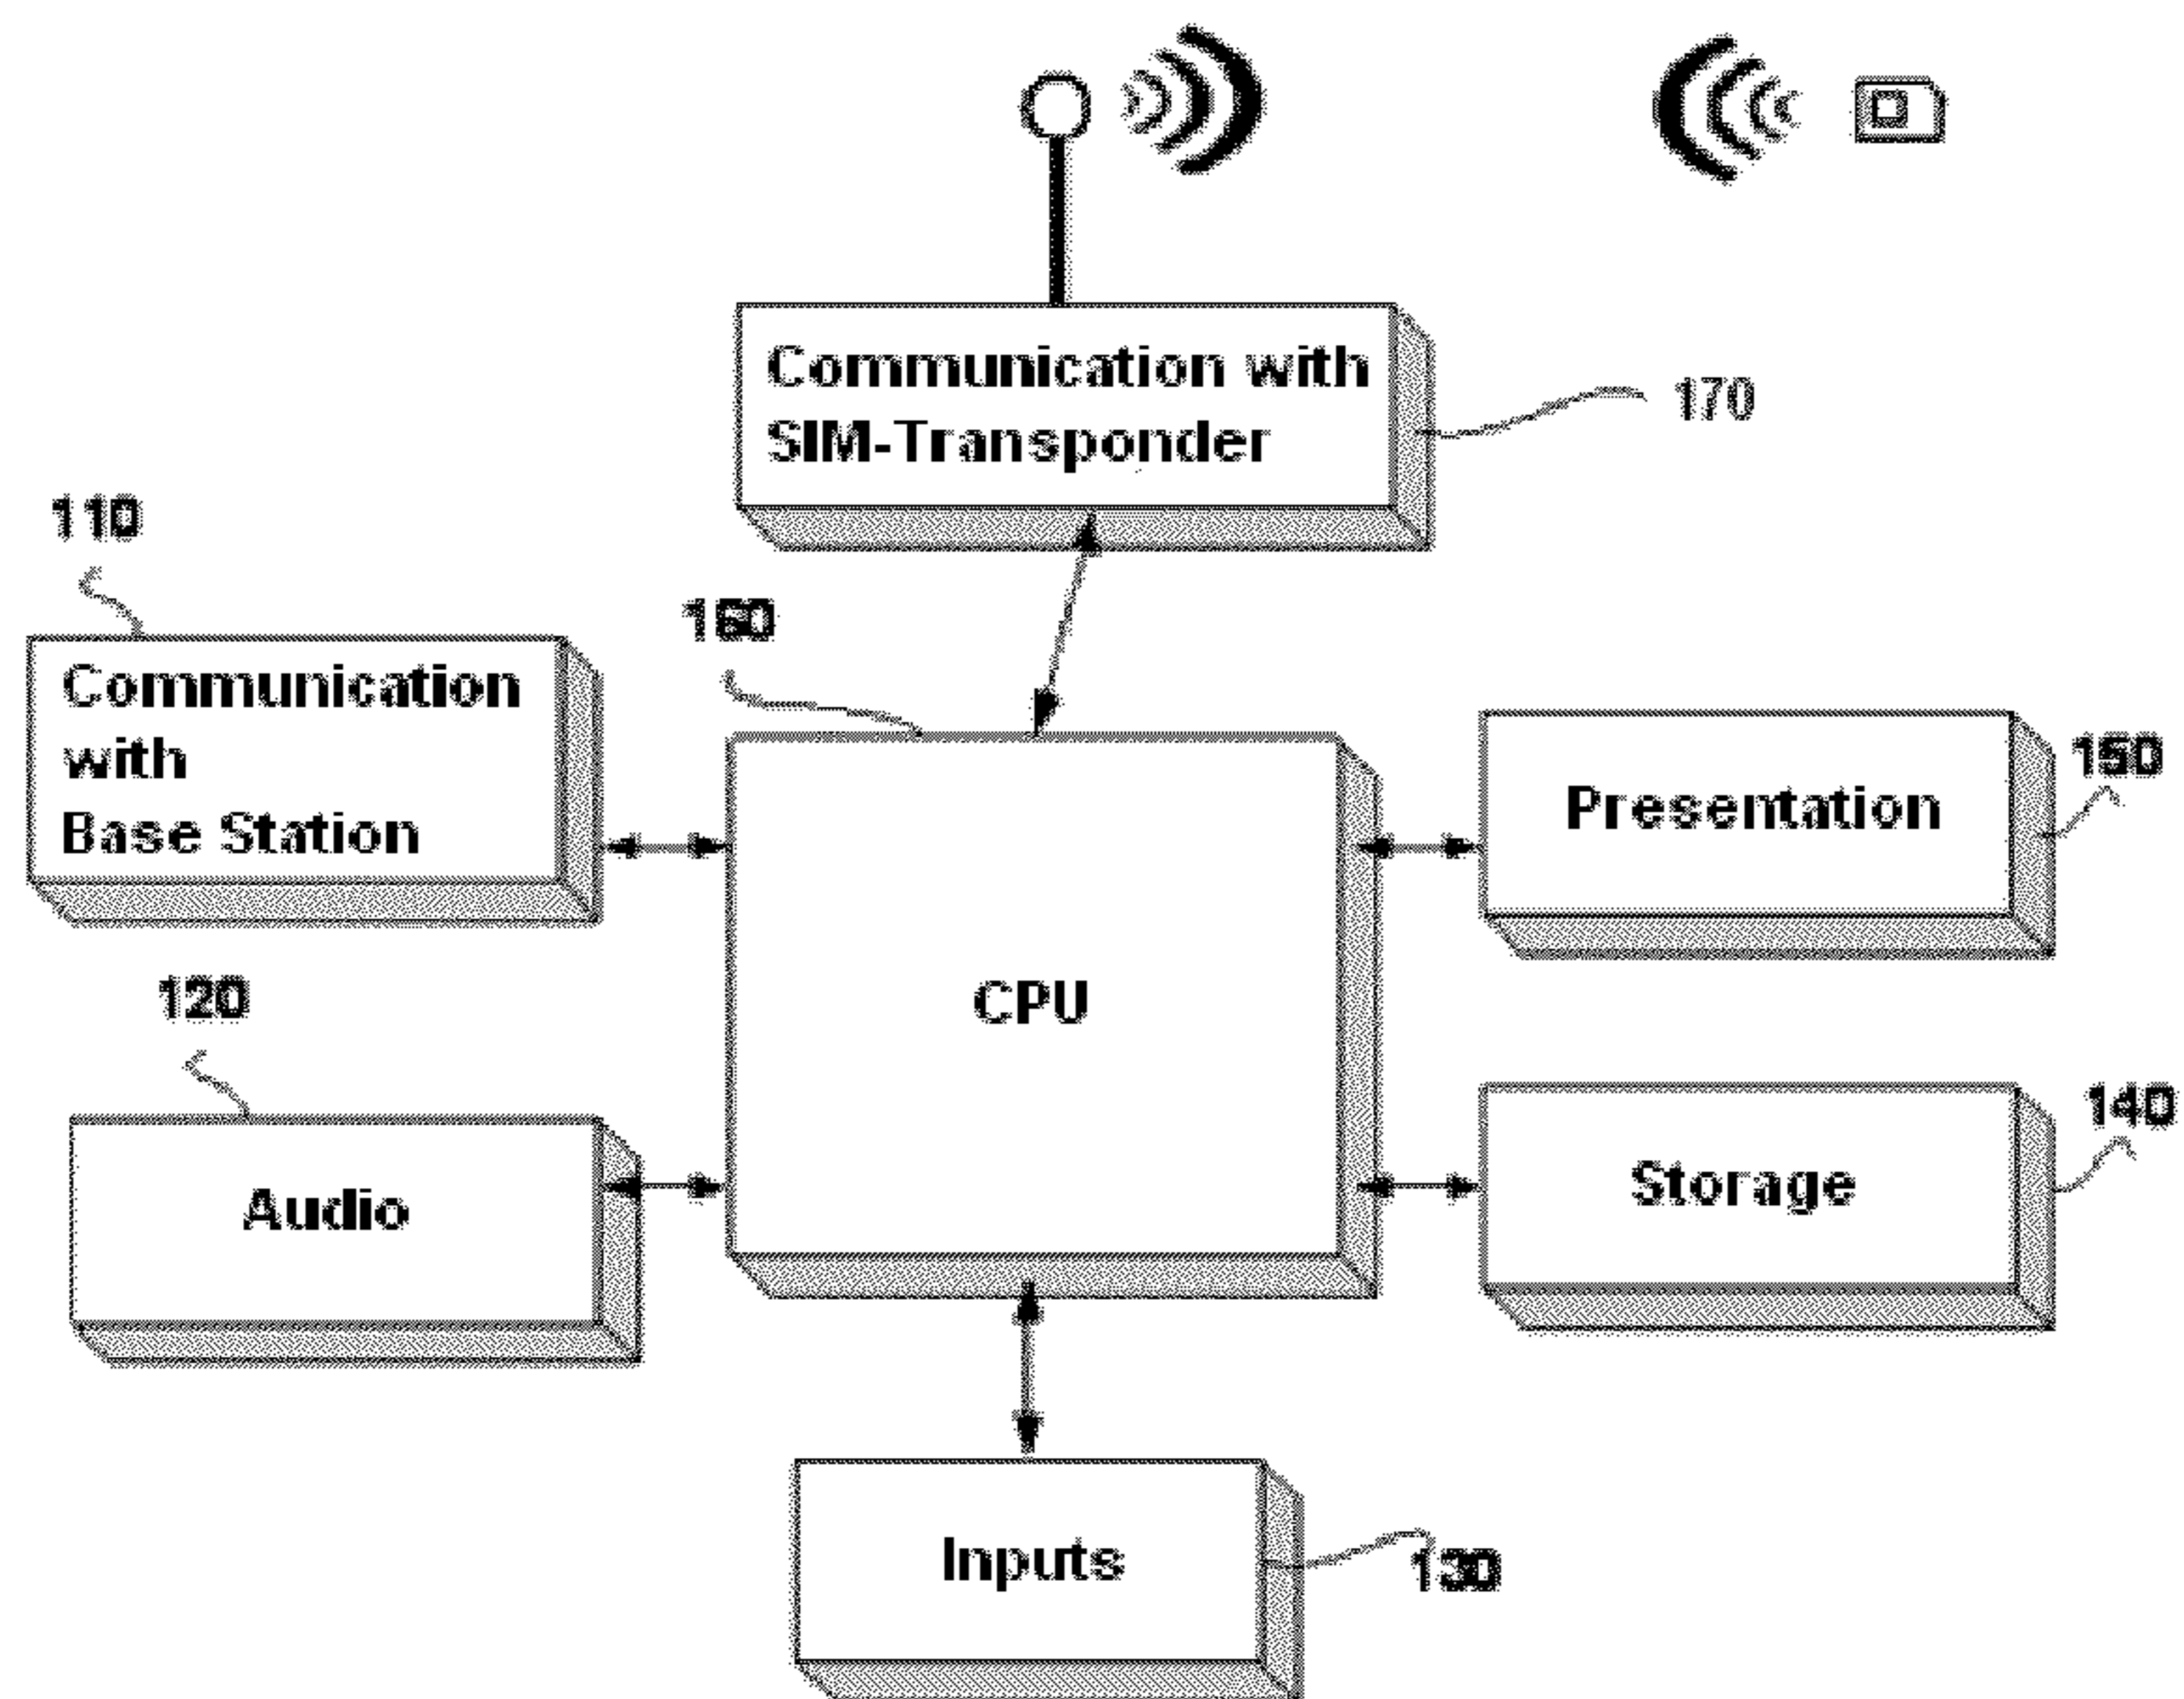 Communication with
SIM-Transponder
170
110
Communication
with
Base Station
160
CPU
Presentation
150
120
Audio
Storage
140
Inputs
130